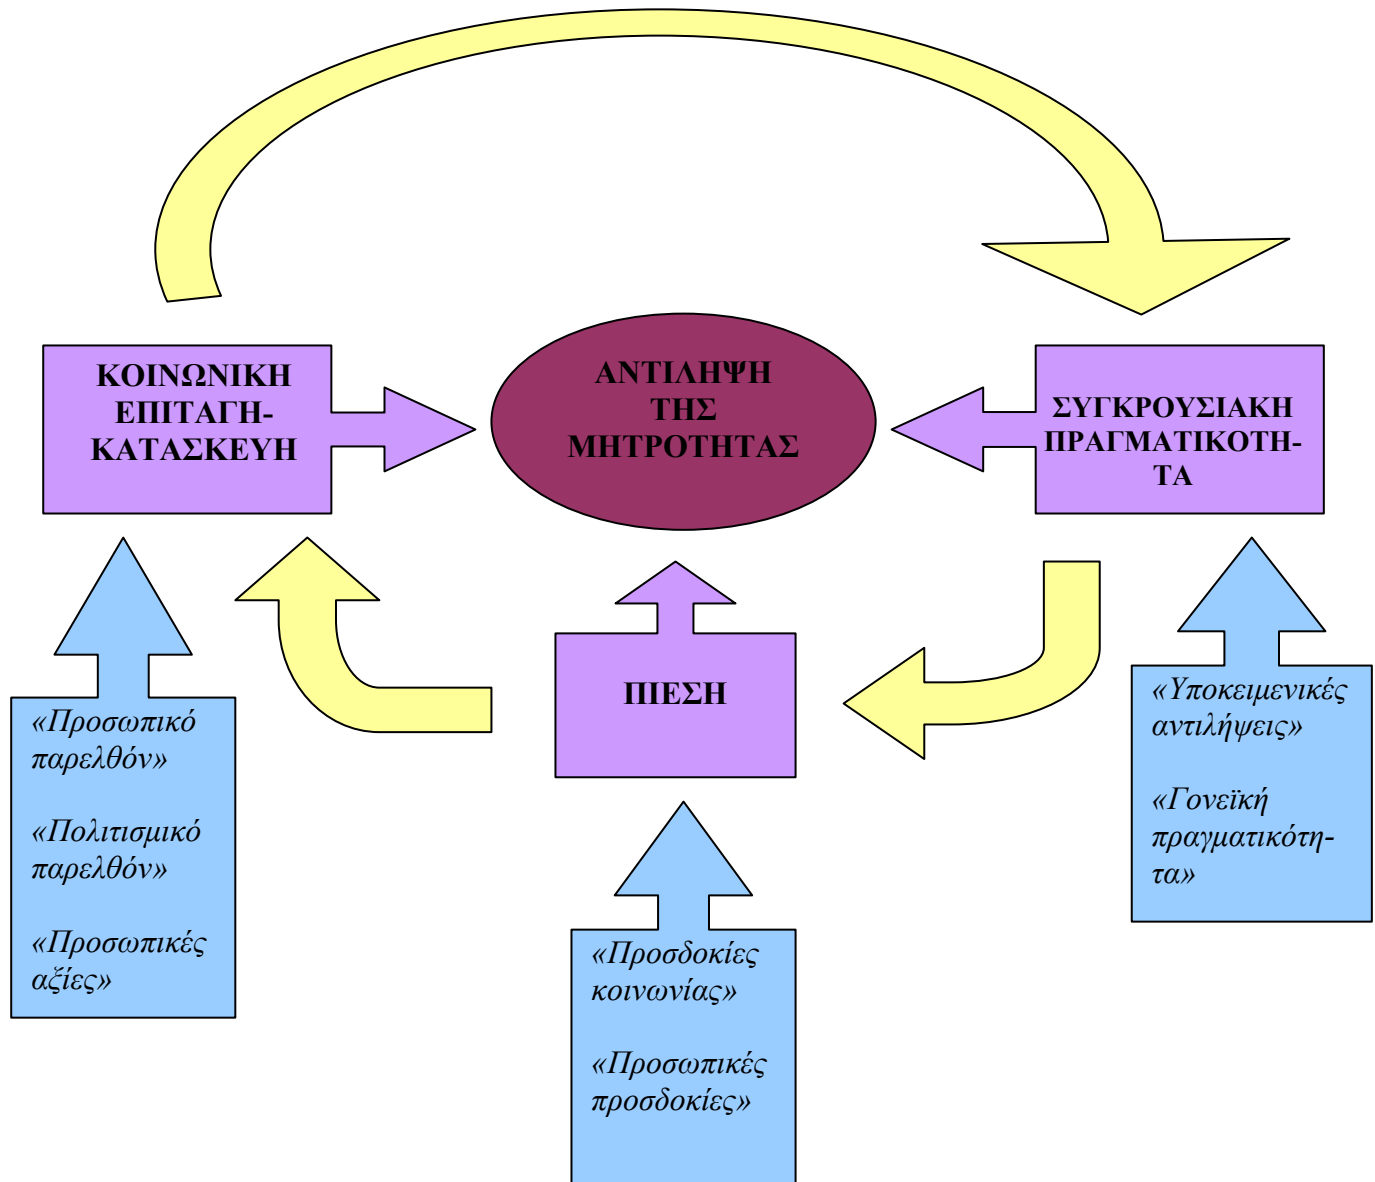 ΚΟΙΝΩΝΙΚΗ
ΕΠΙΤΑΓΗ-
ΚΑΤΑΣΚΕΥΗ
ΑΝΤΙΛΗΨΗ
ΤΗΣ
ΜΗΤΡΟΤΗΤΑΣ
ΣΥΓΚΡΟΥΣΙΑΚΗ
ΠΡΑΓΜΑΤΙΚΟΤΗ-
ΤΑ
ΠΙΕΣΗ
«Προσωπικό
παρελθόν»
«Πολιτισμικό
παρελθόν»
«Προσωπικές
αξίες»
«Προσδοκίες
κοινωνίας»
«Προσωπικές
προσδοκίες»
«Υποκειμενικές
αντιλήψεις»
«Γονεϊκή
πραγματικότη-
τα»